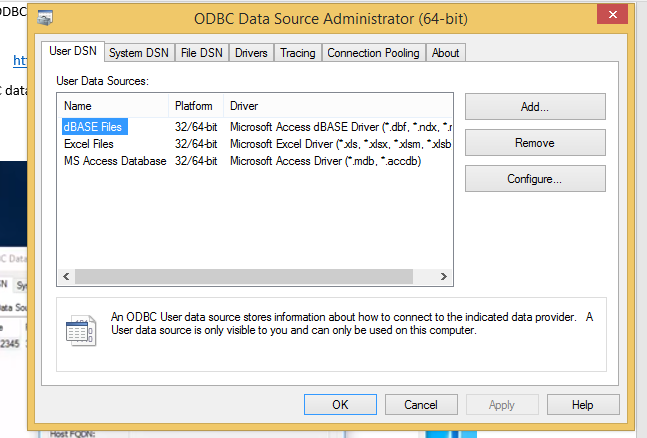 ODBC
ODBC Data Source Administrator (64-bit)
User DSN System DSN File DSN Drivers Tracing Connection Pooling About
User Data Sources:
Name Platform Driver
dBASE Files 32/64-bit Microsoft Access dBASE Driver (*.dbf, *.ndx, *.r
Excel Files 32/64-bit Microsoft Excel Driver (*.xls, *.xlsx, *.xlsm, *.xlsb
MS Access Database 32/64-bit Microsoft Access Driver (*.mdb, *.accdb)
Add...
Remove
Configure...
An ODBC User data source stores information about how to connect to the indicated data provider. A
User data source is only visible to you and can only be used on this computer.
OK Cancel Apply Help
htt
C data
C Data
SN Sy
ata Sou
2345
Host FQDN: